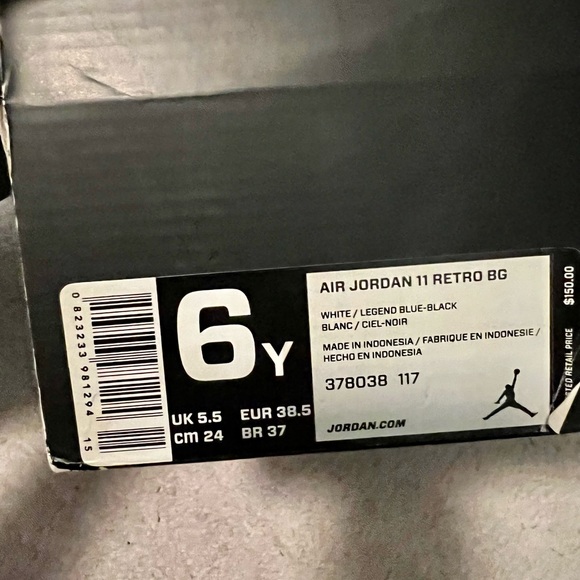 0 823233 981294 15
6Y
UK 5.5 EUR 38.5
CM 24 BR 37
AIR JORDAN 11 RETRO BG
WHITE / LEGEND BLUE-BLACK
BLANC / CIEL-NOIR
MADE IN INDONESIA / FABRIQUE EN INDONESIE /
HECHO EN INDONESIA
378038 117
JORDAN.COM
RETAIL PRICE $150.00